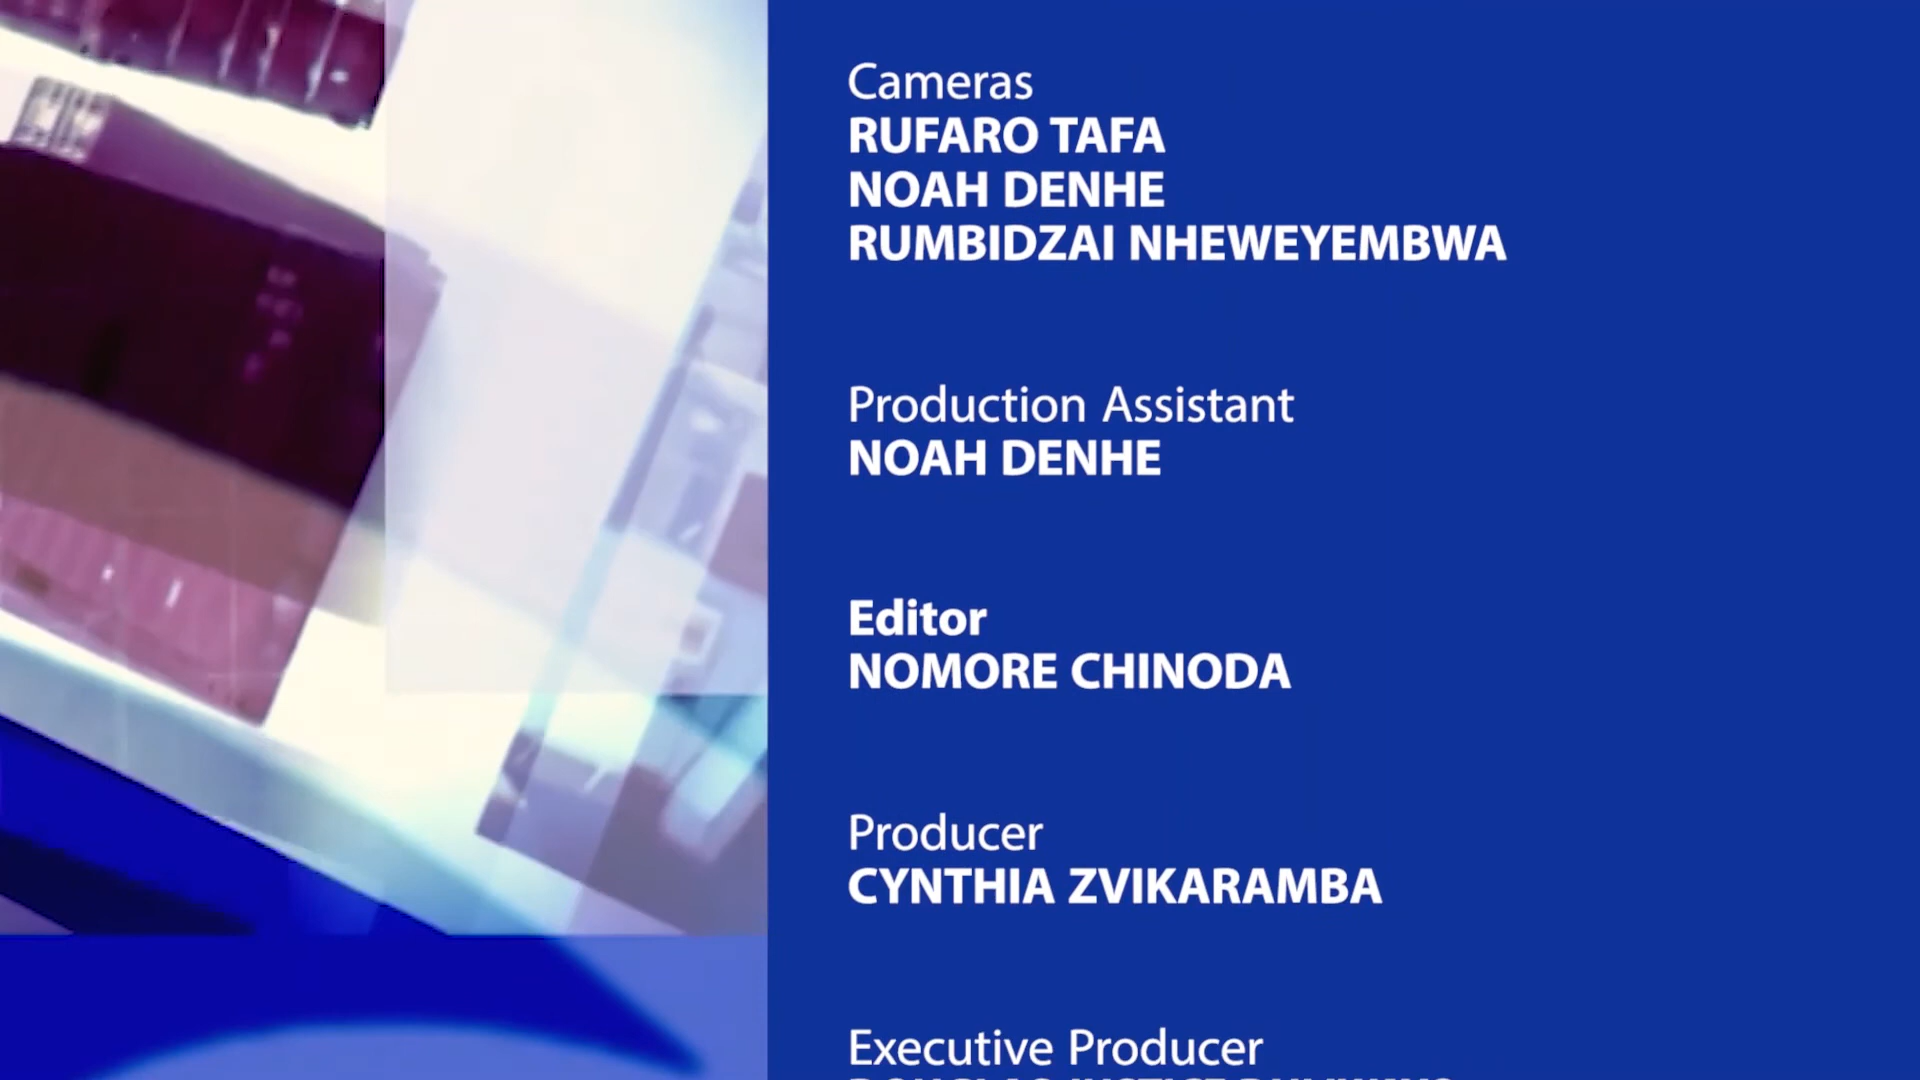 Cameras
RUFARO TAFA
NOAH DENHE
RUMBIDZAI NHEWEYEMBWA
Production Assistant
NOAH DENHE
Editor
NOMORE CHINODA
Producer
CYNTHIA ZVIKARAMBA
Executive Producer